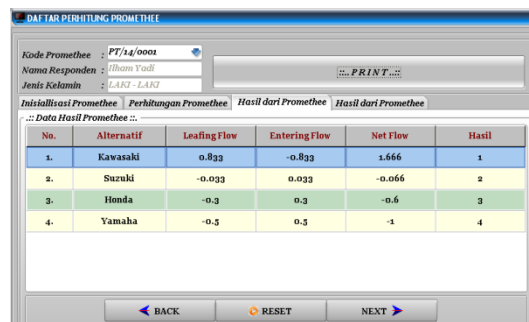 DAFTAR PERHITUNG PROMETHEE
Kode Promethee : PT/14/0001
Nama Responden : Ilham Yadi
Jenis Kelamin : LAKI - LAKI
::.. P R I N T ..::
Inisiallisasi Promethee Perhitungan Promethee Hasil dari Promethee Hasil dari Promethee
.:: Data Hasil Promethee ::.
No. Alternatif Leafing Flow Entering Flow Net Flow Hasil
1. Kawasaki 0.833 -0.833 1.666 1
2. Suzuki -0.033 0.033 -0.066 2
3. Honda -0.3 0.3 -0.6 3
4. Yamaha -0.5 0.5 -1 4
BACK RESET NEXT